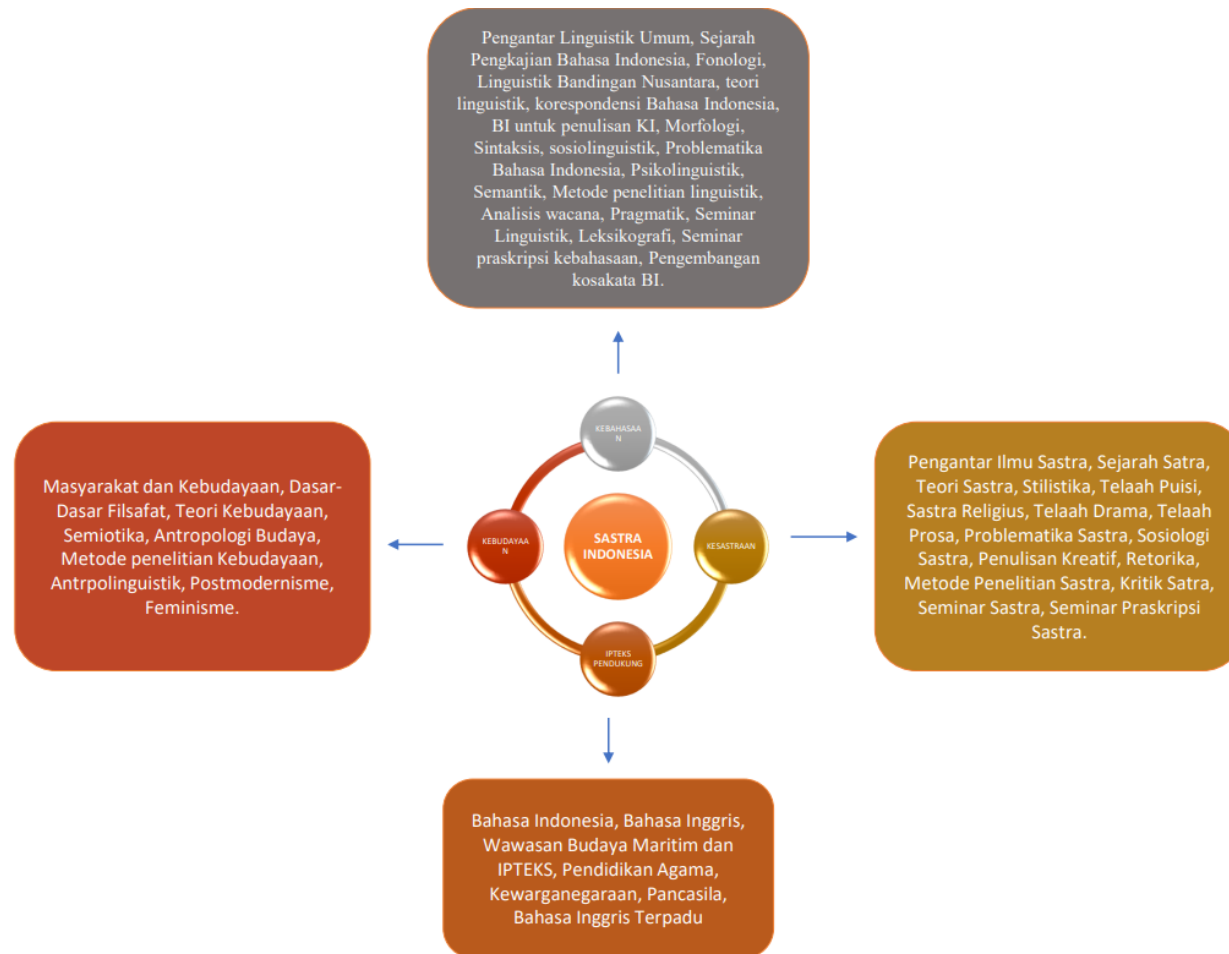 Pengantar Linguistik Umum, Sejarah
Pengkajian Bahasa Indonesia, Fonologi,
Linguistik Bandingan Nusantara, teori
linguistik, korespondensi Bahasa Indonesia,
BI untuk penulisan KI, Morfologi,
Sintaksis, sosiolinguistik, Problematika
Bahasa Indonesia, Psikolinguistik,
Semantik, Metode penelitian linguistik,
Analisis wacana, Pragmatik, Seminar
Linguistik, Leksikografi, Seminar
praskripsi kebahasaan, Pengembangan
kosakata BI.
KEBAHASAA
N
Masyarakat dan Kebudayaan, Dasar-
Dasar Filsafat, Teori Kebudayaan,
Semiotika, Antropologi Budaya,
Metode penelitian Kebudayaan,
Antrpolinguistik, Postmodernisme,
Feminisme.
KEBUDAYAA
N
SASTRA
INDONESIA
KESASTRAAN
Pengantar Ilmu Sastra, Sejarah Satra,
Teori Sastra, Stilistika, Telaah Puisi,
Sastra Religius, Telaah Drama, Telaah
Prosa, Problematika Sastra, Sosiologi
Sastra, Penulisan Kreatif, Retorika,
Metode Penelitian Sastra, Kritik Satra,
Seminar Sastra, Seminar Praskripsi
Sastra.
IPTEKS
PENDUKUNG
Bahasa Indonesia, Bahasa Inggris,
Wawasan Budaya Maritim dan
IPTEKS, Pendidikan Agama,
Kewarganegaraan, Pancasila,
Bahasa Inggris Terpadu